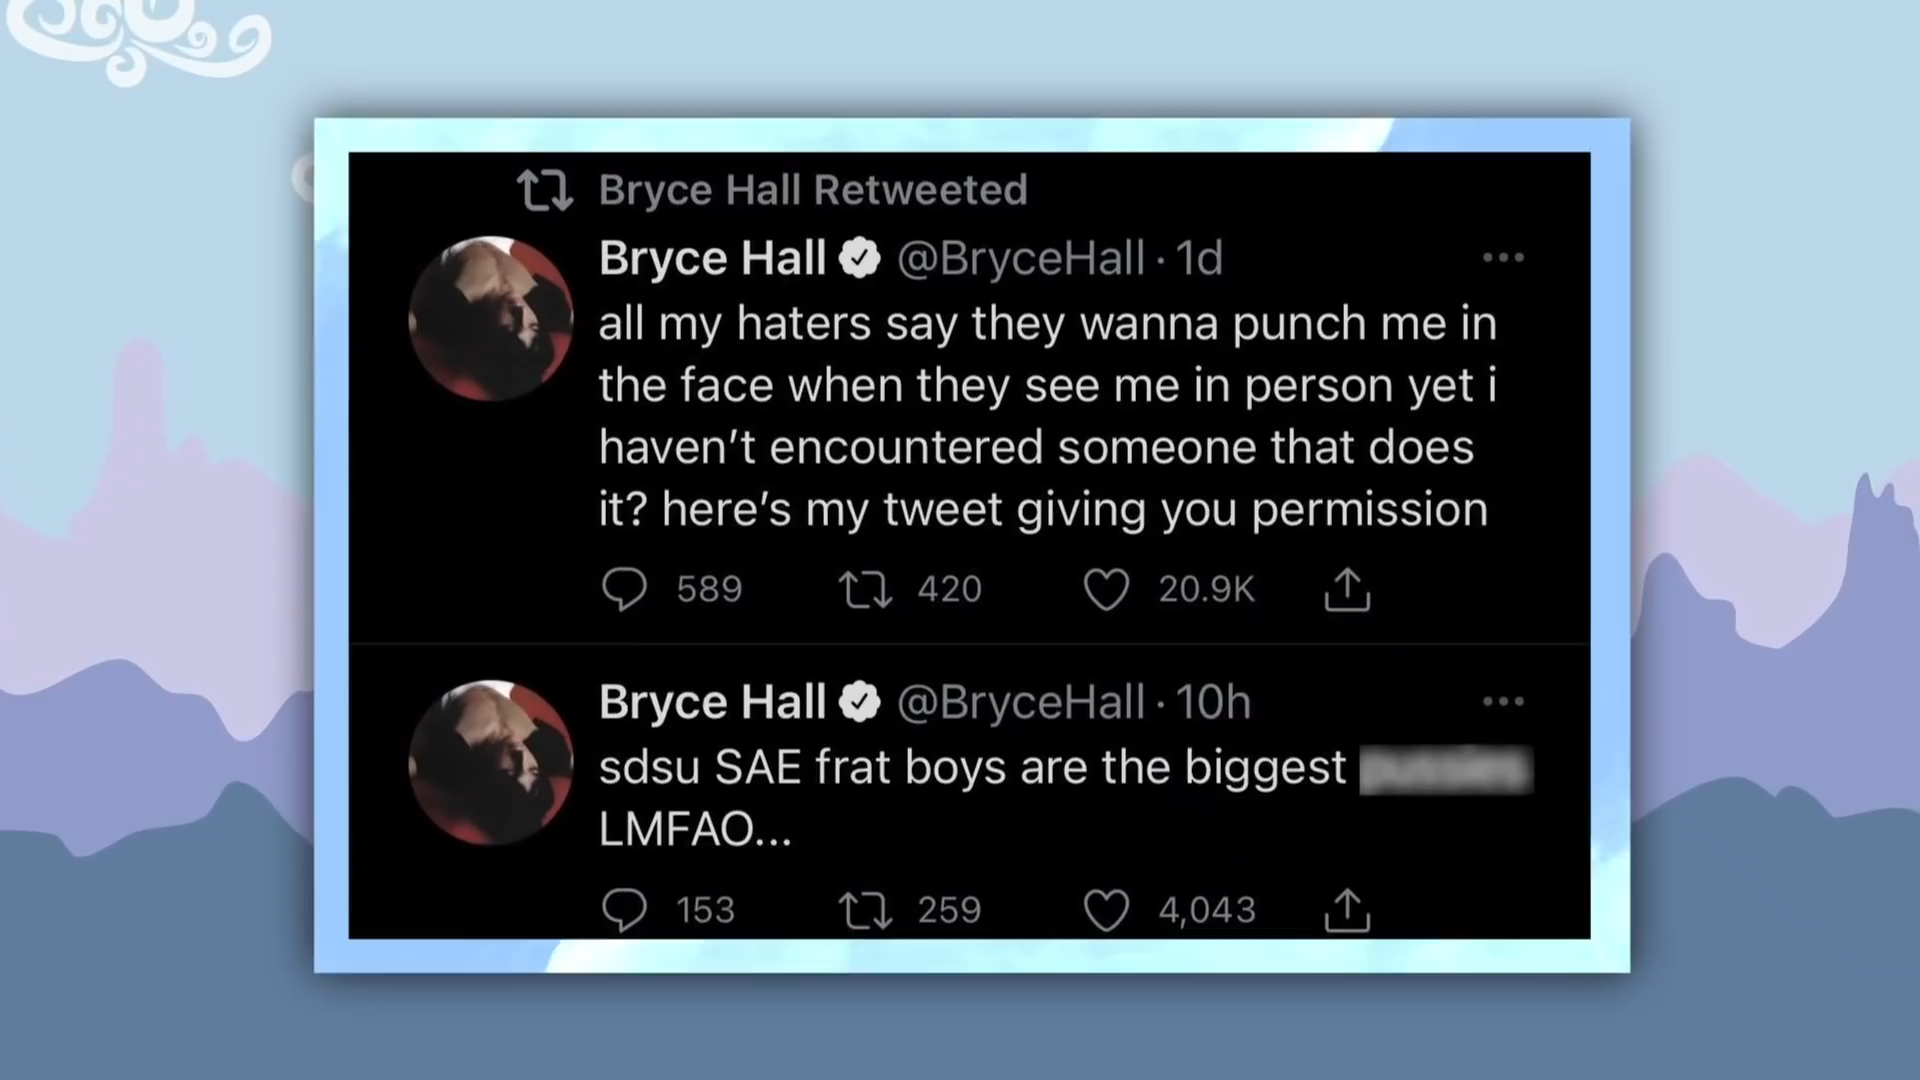 Bryce Hall Retweeted
Bryce Hall @BryceHall · 1d
all my haters say they wanna punch me in
the face when they see me in person yet i
haven't encountered someone that does
it? here's my tweet giving you permission
589 420 20.9K
Bryce Hall @BryceHall · 10h
sdsu SAE frat boys are the biggest
LMFAO...
153 259 4,043